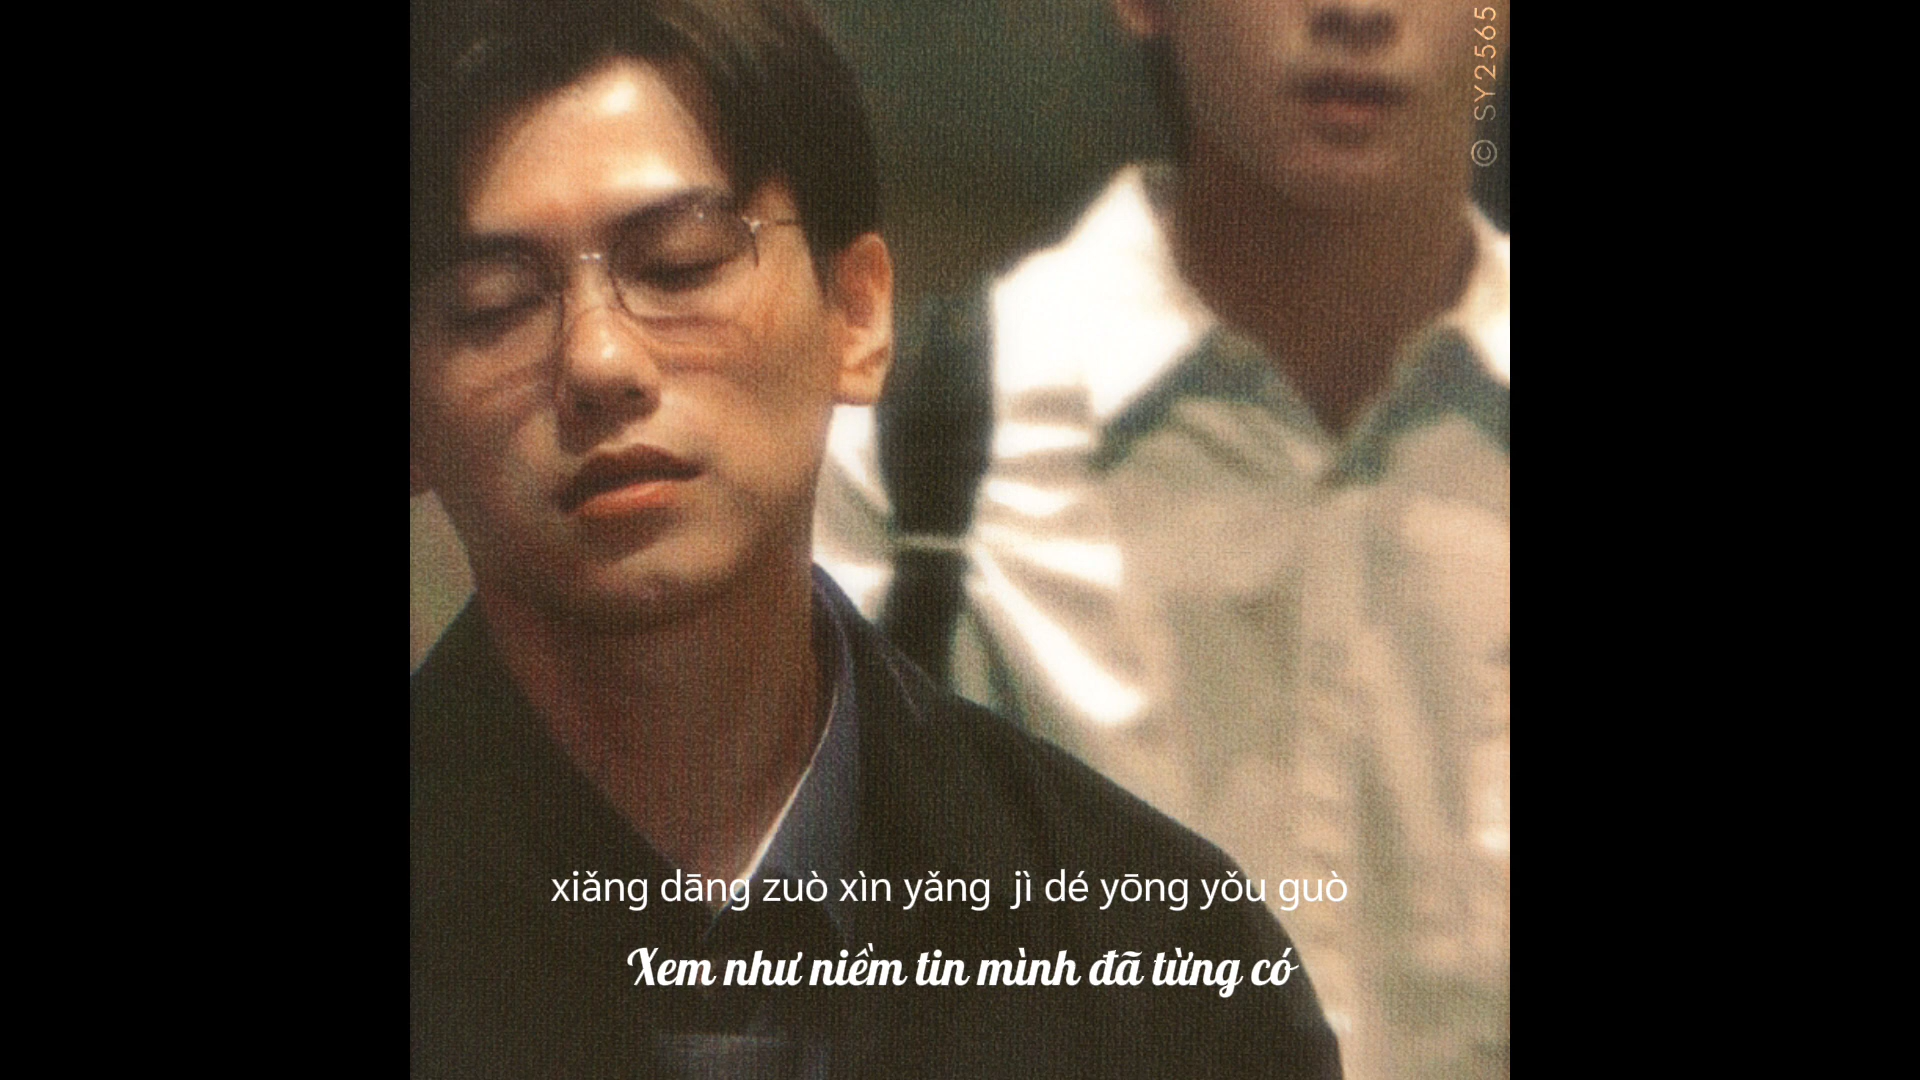 © SY2565
xiǎng dāng zuò xìn yǎng jì dé yōng yǒu guò
Xem như niềm tin mình đã từng có